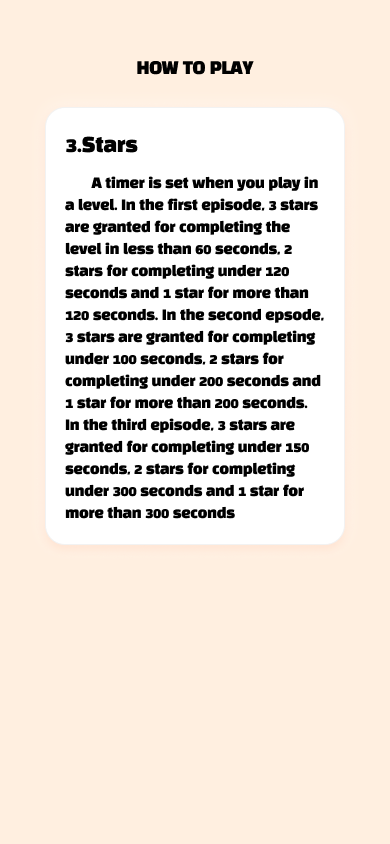 HOW TO PLAY
3.Stars
A timer is set when you play in
a level. In the first episode, 3 stars
are granted for completing the
level in less than 60 seconds, 2
stars for completing under 120
seconds and 1 star for more than
120 seconds. In the second epsode,
3 stars are granted for completing
under 100 seconds, 2 stars for
completing under 200 seconds and
1 star for more than 200 seconds.
In the third episode, 3 stars are
granted for completing under 150
seconds, 2 stars for completing
under 300 seconds and 1 star for
more than 300 seconds